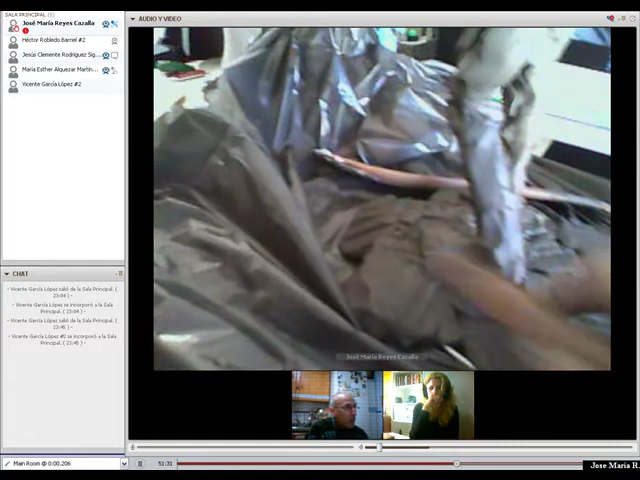 SALA PRINCIPAL (5)
José María Reyes Cazalla
Héctor Robledo Barriel #2
Jesús Clemente Rodríguez Sig...
María Esther Alquezar Martin...
Vicente García López #2
AUDIO Y VIDEO
José María Reyes Cazalla
CHAT
- Vicente García López salió de la Sala Principal. (
23:04 ) -
- Vicente García López se incorporó a la Sala
Principal. ( 23:04 ) -
- Vicente García López salió de la Sala Principal. (
23:45 ) -
- Vicente García López #2 se incorporó a la Sala
Principal. ( 23:45 ) -
Main Room @ 0:00.206
51:31
Jose Maria R.